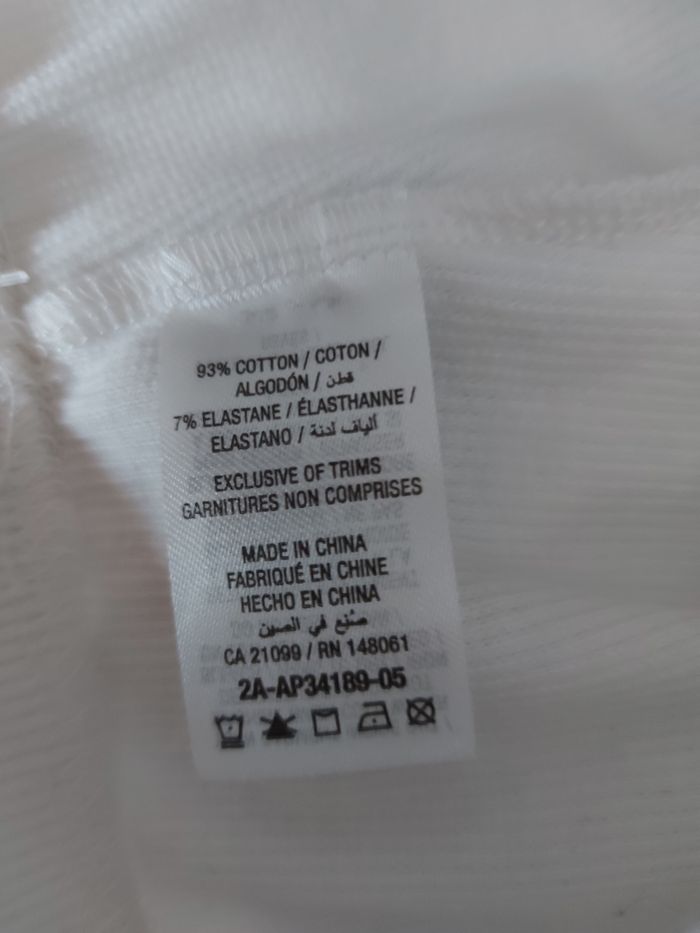 93% COTTON / COTON /
ALGODÓN / قطن
7% ELASTANE / ÉLASTHANNE /
ELASTANO / ألياف لدنة
EXCLUSIVE OF TRIMS
GARNITURES NON COMPRISES
MADE IN CHINA
FABRIQUÉ EN CHINE
HECHO EN CHINA
صُنع في الصين
CA 21099 / RN 148061
2A-AP34189-05